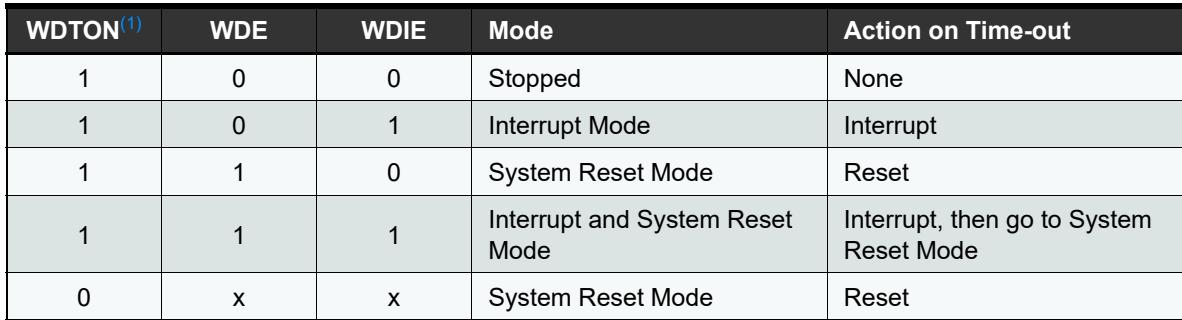 WDTON(1) WDE WDIE Mode Action on Time-out
1 0 0 Stopped None
1 0 1 Interrupt Mode Interrupt
1 1 0 System Reset Mode Reset
1 1 1 Interrupt and System Reset Mode Interrupt, then go to System Reset Mode
0 x x System Reset Mode Reset